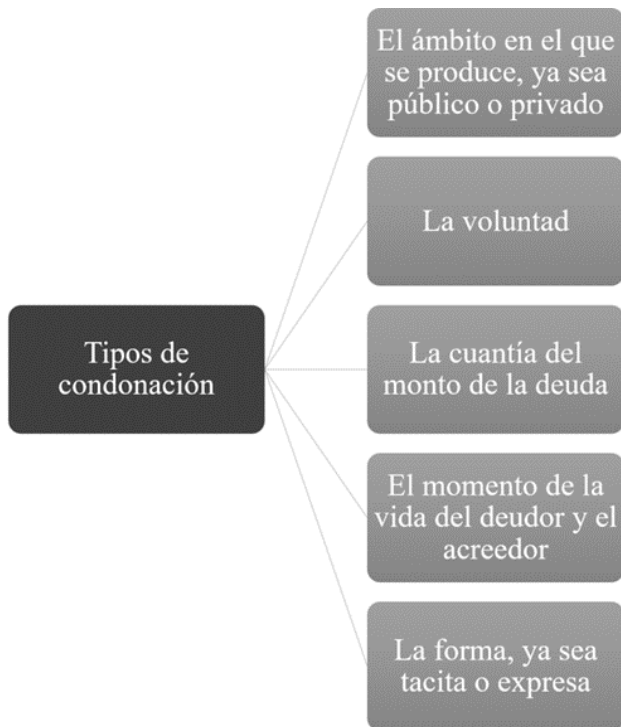 El ámbito en el que
se produce, ya sea
público o privado
La voluntad
Tipos de
condonación
La cuantía del
monto de la deuda
El momento de la
vida del deudor y el
acreedor
La forma, ya sea
tacita o expresa